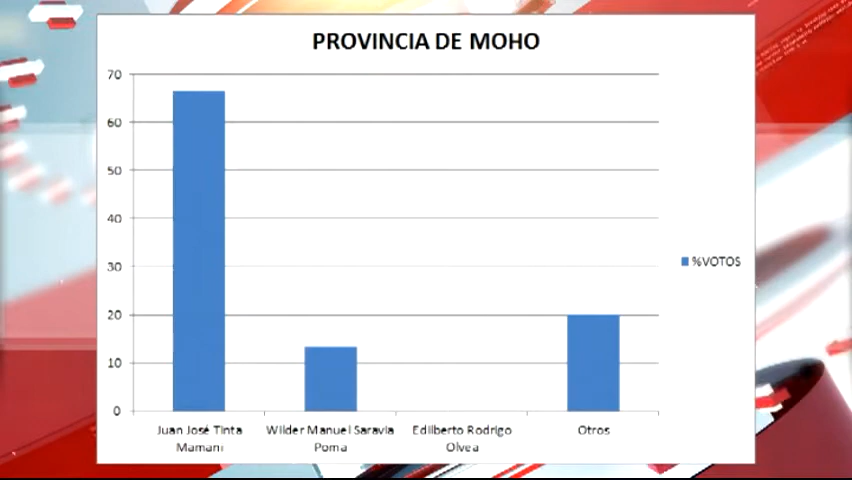 PROVINCIA DE MOHO
70
60
50
40
30
20
10
0
%VOTOS
Juan José Tinta Mamani
Wilder Manuel Saravia Poma
Edilberto Rodrigo Olvea
Otros